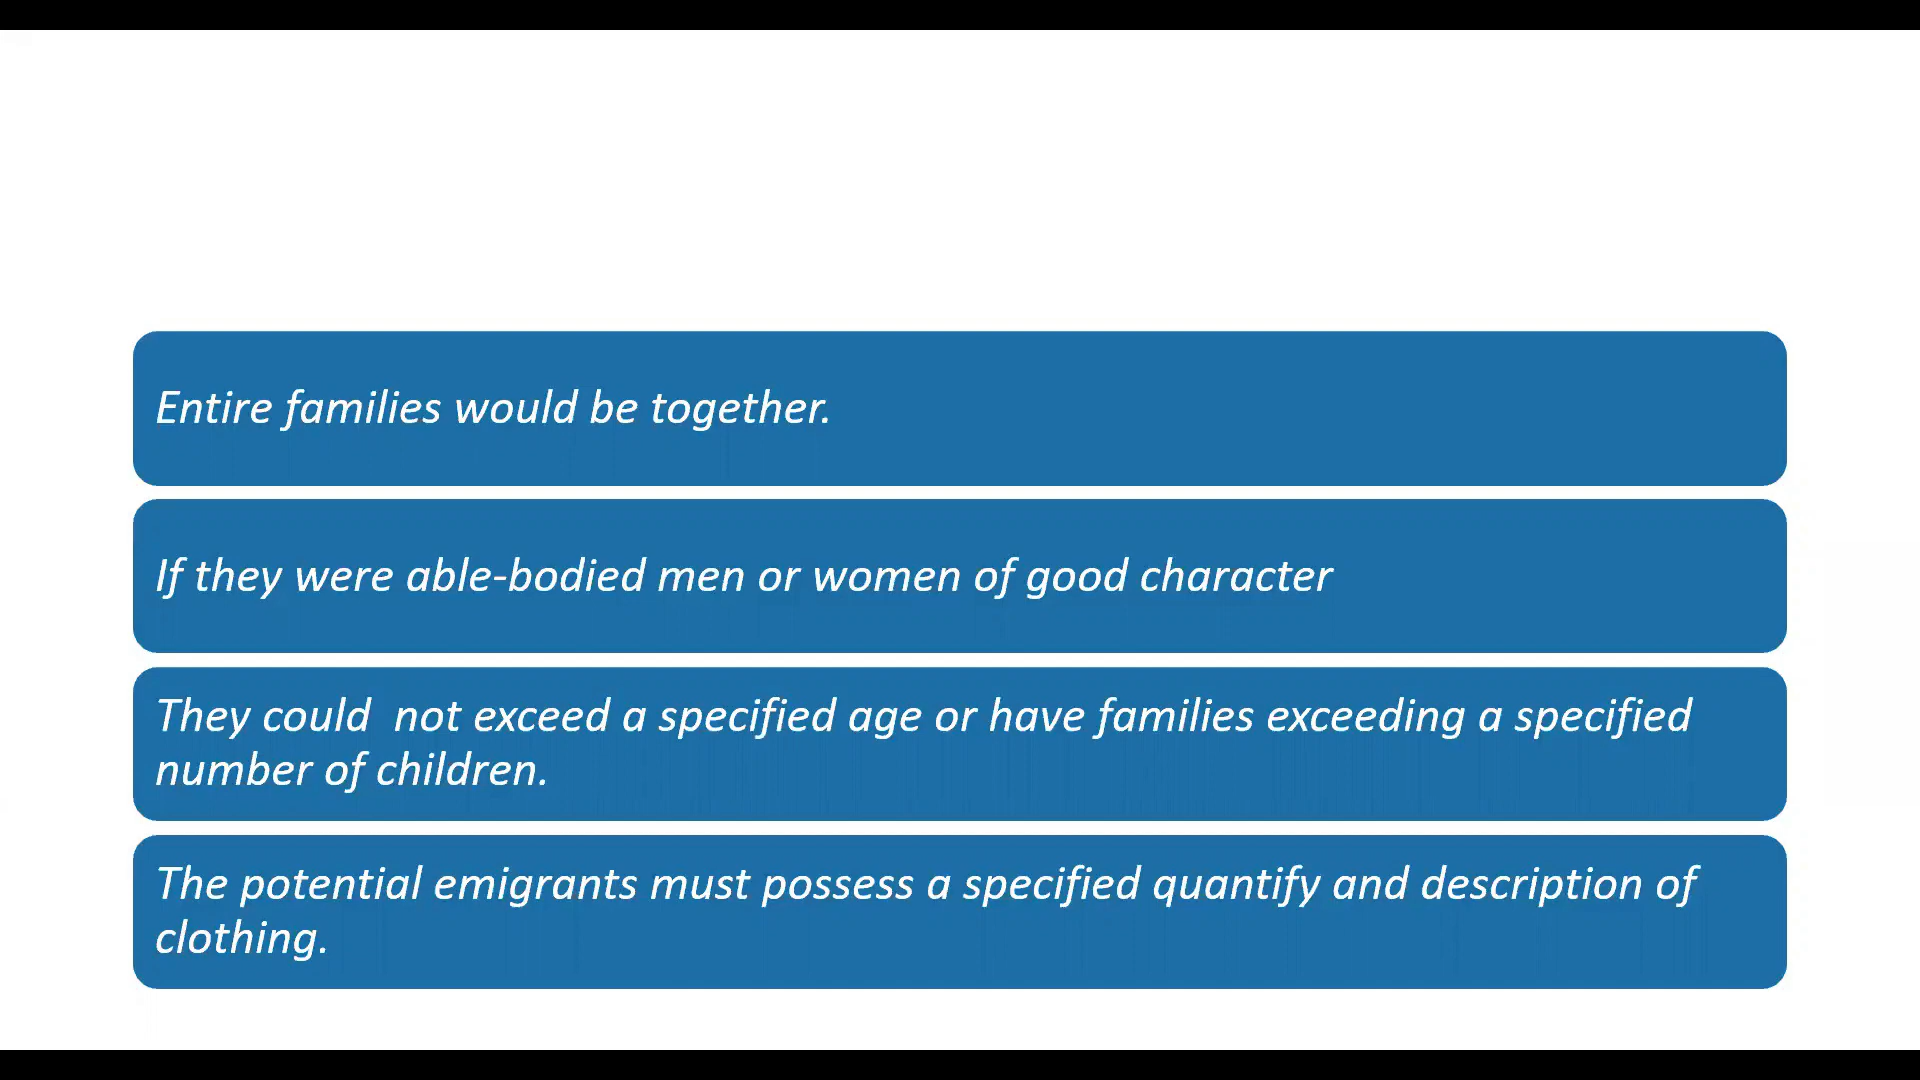 Entire families would be together.
If they were able-bodied men or women of good character
They could  not exceed a specified age or have families exceeding a specified
number of children.
The potential emigrants must possess a specified quantify and description of
clothing.